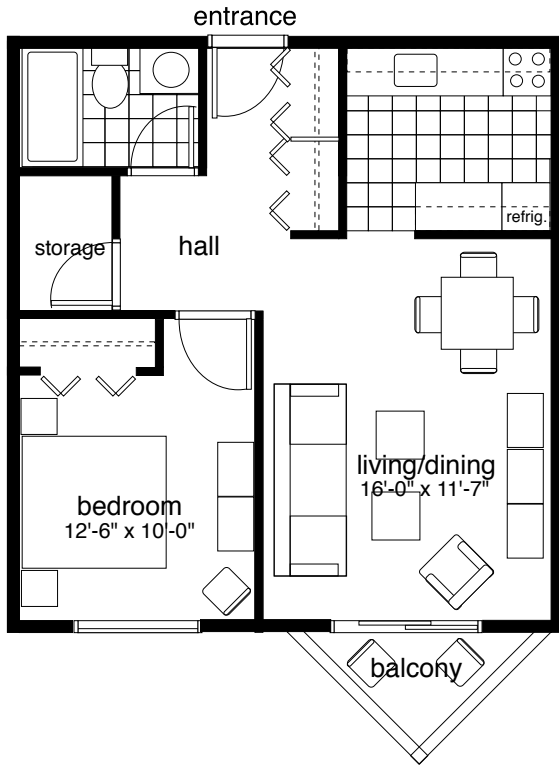 entrance
refrig.
storage
hall
living/dining
16'-0" x 11'-7"
bedroom
12'-6" x 10'-0"
balcony